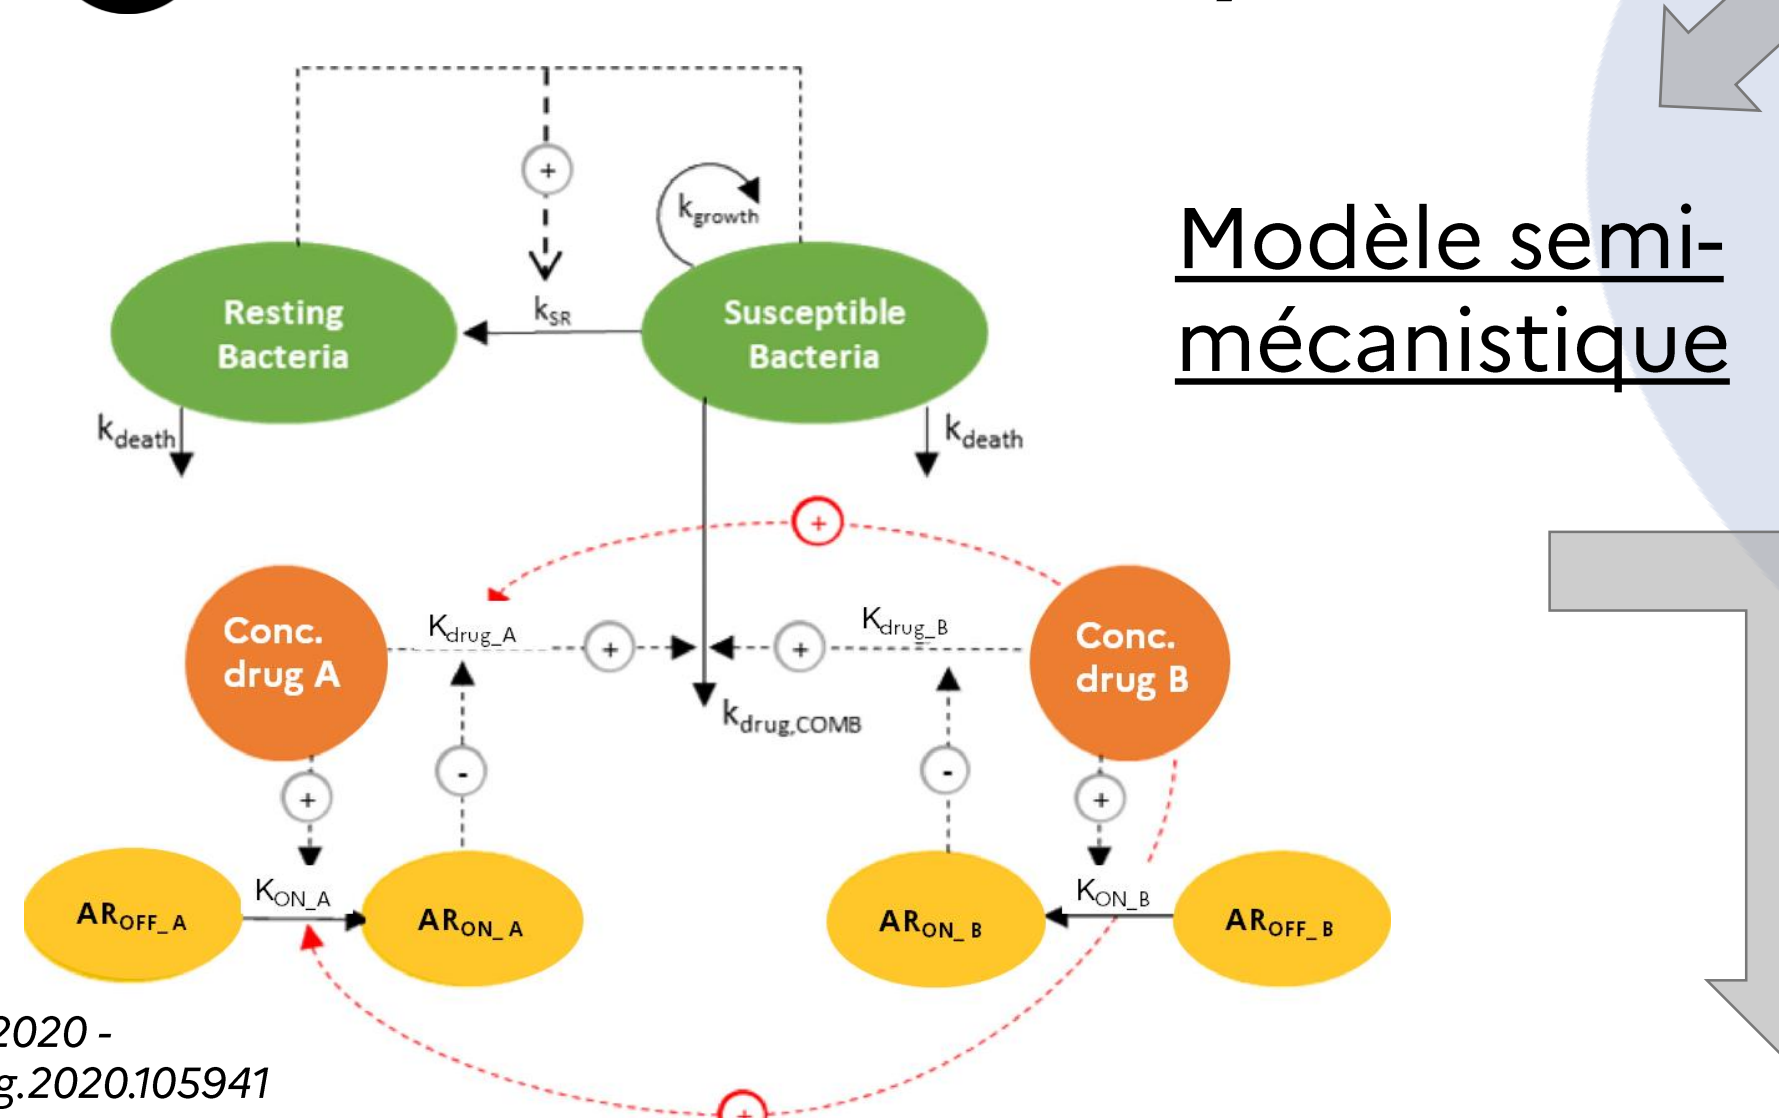 +
kgrowth
Modèle semi-
mécanistique
Resting
Bacteria
kSR
Susceptible
Bacteria
kdeath
kdeath
+
Conc.
drug A
Kdrug_A
+
+
Kdrug_B
Conc.
drug B
kdrug,COMB
+
-
-
+
AROFF_A
KON_A
ARON_A
ARON_B
KON_B
AROFF_B
2020 -
g.2020.105941
+